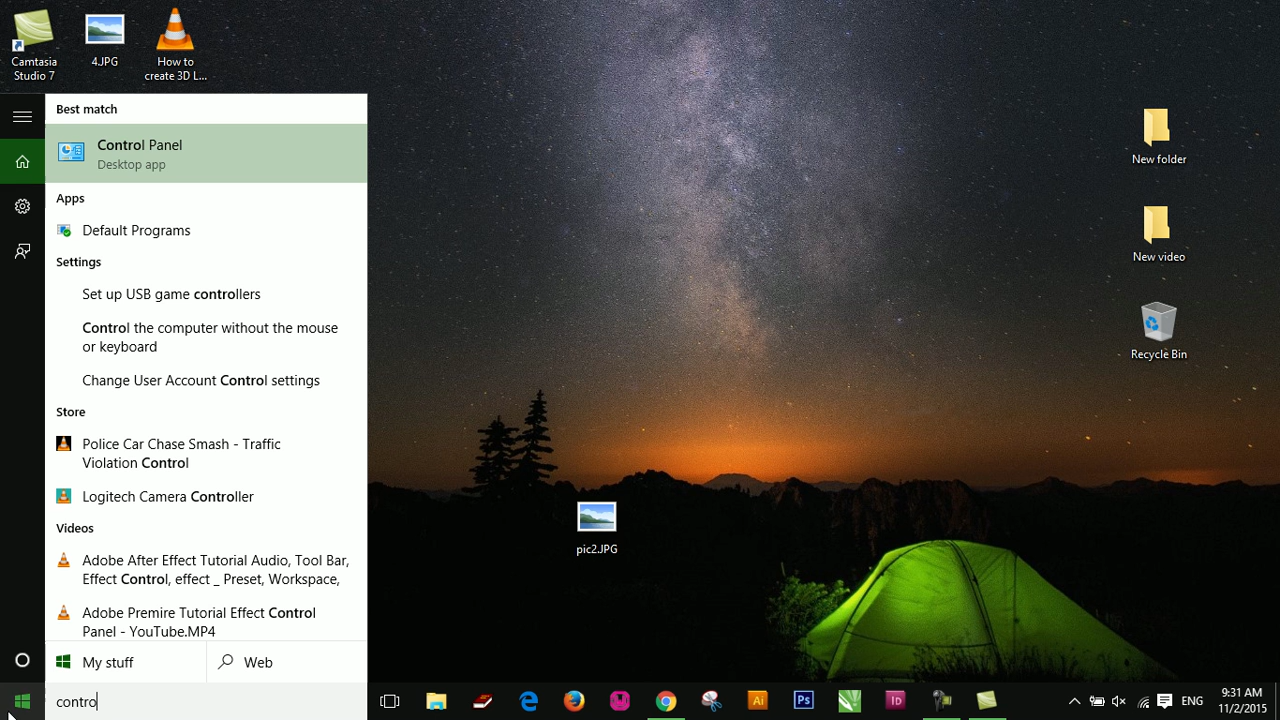 Camtasia
Studio 7
4.JPG
How to
create 3D L...
Best match
Control Panel
Desktop app
Apps
Default Programs
Settings
Set up USB game controllers
Control the computer without the mouse
or keyboard
Change User Account Control settings
Store
Police Car Chase Smash - Traffic
Violation Control
Logitech Camera Controller
Videos
Adobe After Effect Tutorial Audio, Tool Bar,
Effect Control, effect _ Preset, Workspace,
Adobe Premire Tutorial Effect Control
Panel - YouTube.MP4
My stuff
Web
contro
New folder
New video
Recycle Bin
pic2.JPG
Ai
Ps
ID
ENG
9:31 AM
11/2/2015